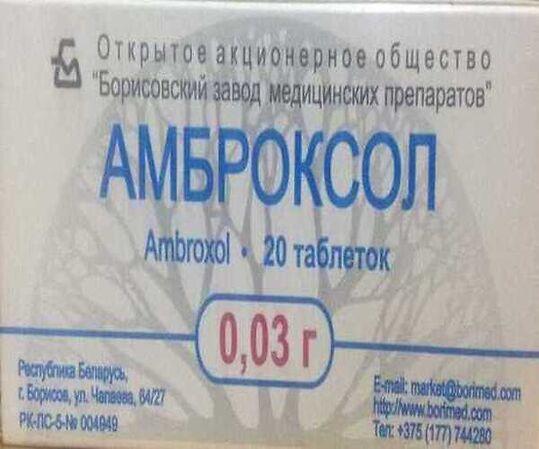 Открытое акционерное общество
"Борисовский завод медицинских препаратов"
АМБРОКСОЛ
Ambroxol • 20 таблеток
0,03 г
Республика Беларусь,
г. Борисов, ул. Чапаева, 64/27
РК-ЛС-5-№ 004949
E-mail: market@borimed.com
http://www.borimed.com
Тел: +375 (177) 744280